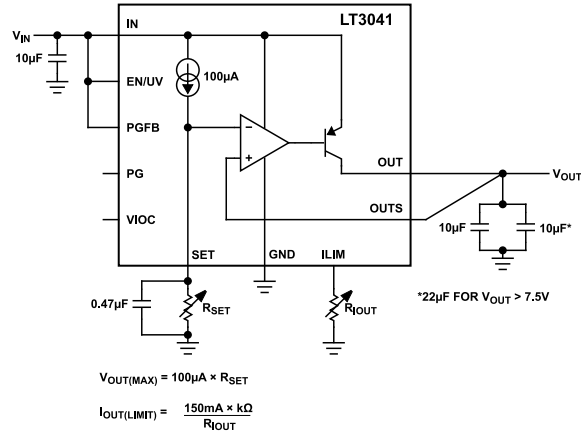 IN
LT3041
V_IN
10µF
100µA
EN/UV
PGFB
−
+
PG
OUT
V_OUT
OUTS
VIOC
10µF
10µF*
SET
GND
ILIM
0.47µF
R_SET
R_IOUT
*22µF FOR V_OUT > 7.5V
V_OUT(MAX) = 100µA × R_SET
I_OUT(LIMIT) = 150mA × kΩ
R_IOUT